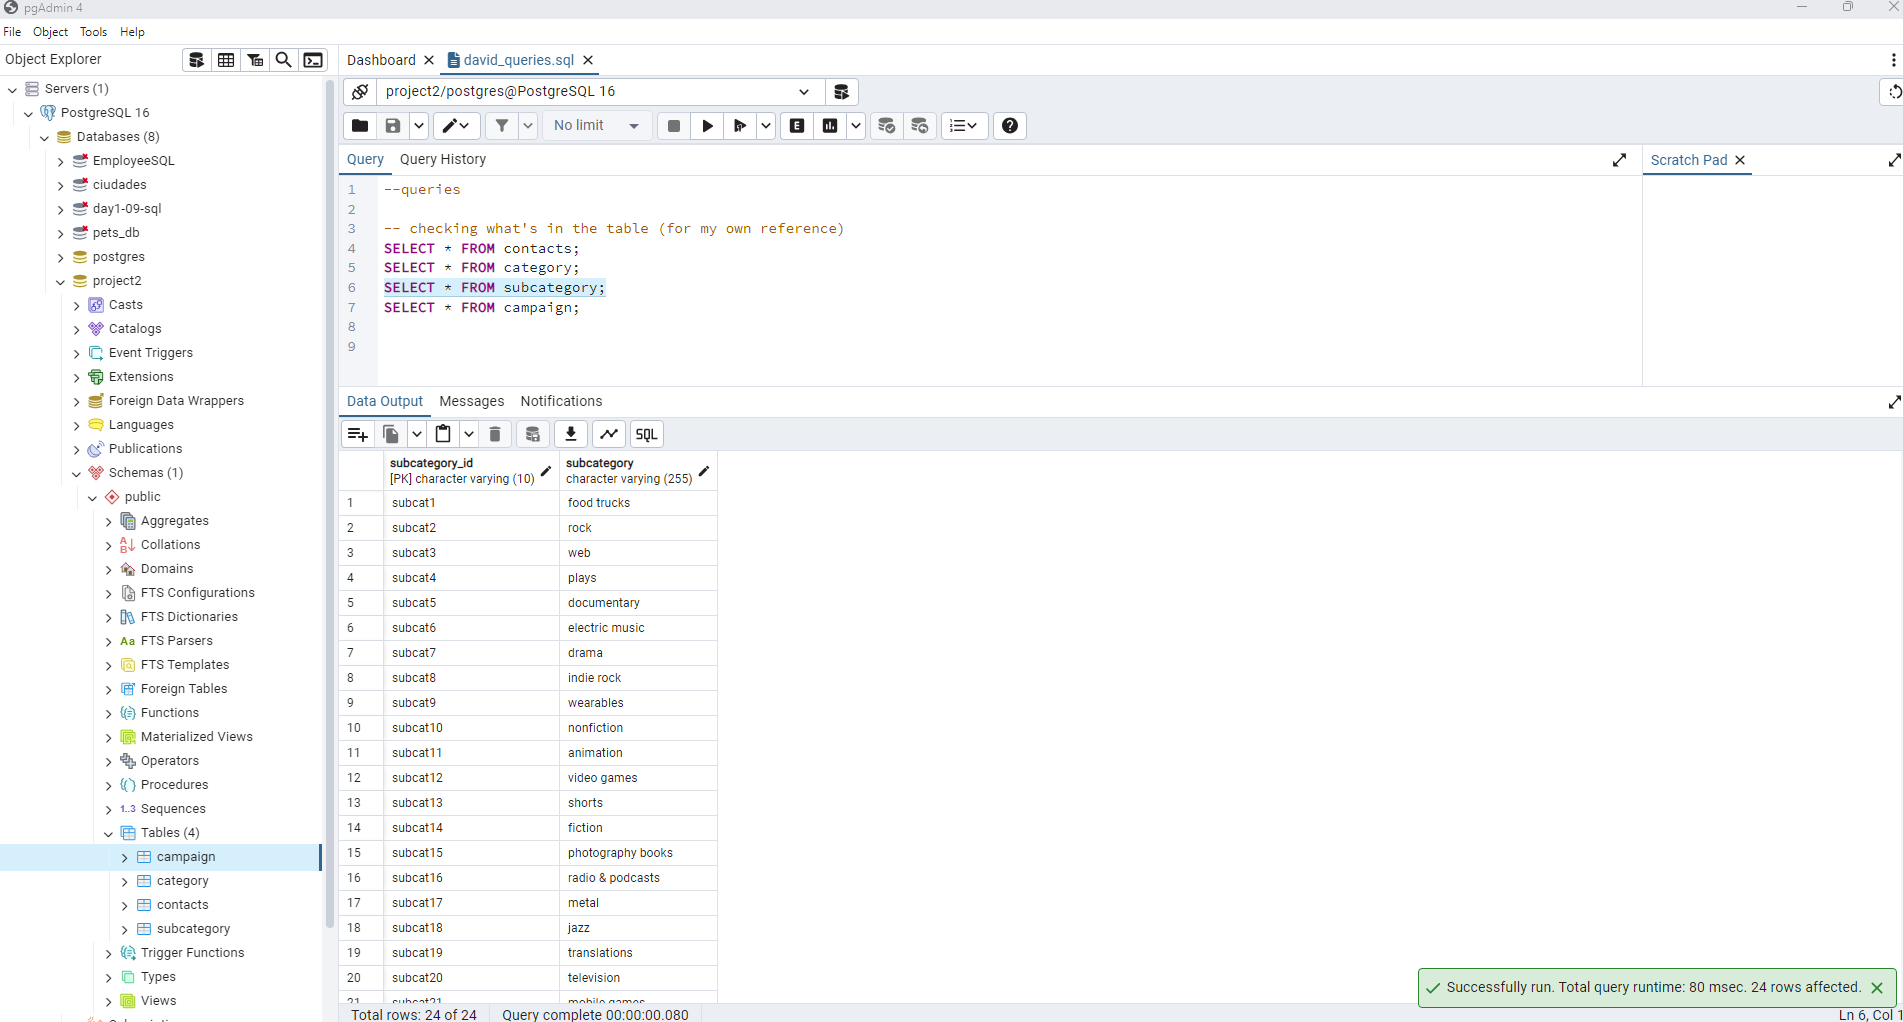 pgAdmin 4
File Object Tools Help
Object Explorer
Servers (1)
PostgreSQL 16
Databases (8)
EmployeeSQL
ciudades
day1-09-sql
pets_db
postgres
project2
Casts
Catalogs
Event Triggers
Extensions
Foreign Data Wrappers
Languages
Publications
Schemas (1)
public
Aggregates
Collations
Domains
FTS Configurations
FTS Dictionaries
Aa FTS Parsers
FTS Templates
Foreign Tables
Functions
Materialized Views
Operators
Procedures
1..3 Sequences
Tables (4)
campaign
category
contacts
subcategory
Trigger Functions
Types
Views
Dashboard
david_queries.sql
project2/postgres@PostgreSQL 16
No limit
E
Query Query History
Scratch Pad
1 --queries
2
3 -- checking what's in the table (for my own reference)
4 SELECT * FROM contacts;
5 SELECT * FROM category;
6 SELECT * FROM subcategory;
7 SELECT * FROM campaign;
8
9
Data Output Messages Notifications
SQL
subcategory_id subcategory
[PK] character varying (10) character varying (255)
1 subcat1 food trucks
2 subcat2 rock
3 subcat3 web
4 subcat4 plays
5 subcat5 documentary
6 subcat6 electric music
7 subcat7 drama
8 subcat8 indie rock
9 subcat9 wearables
10 subcat10 nonfiction
11 subcat11 animation
12 subcat12 video games
13 subcat13 shorts
14 subcat14 fiction
15 subcat15 photography books
16 subcat16 radio & podcasts
17 subcat17 metal
18 subcat18 jazz
19 subcat19 translations
20 subcat20 television
21 subcat21 mobile games
Successfully run. Total query runtime: 80 msec. 24 rows affected.
Total rows: 24 of 24 Query complete 00:00:00.080
Ln 6, Col 1